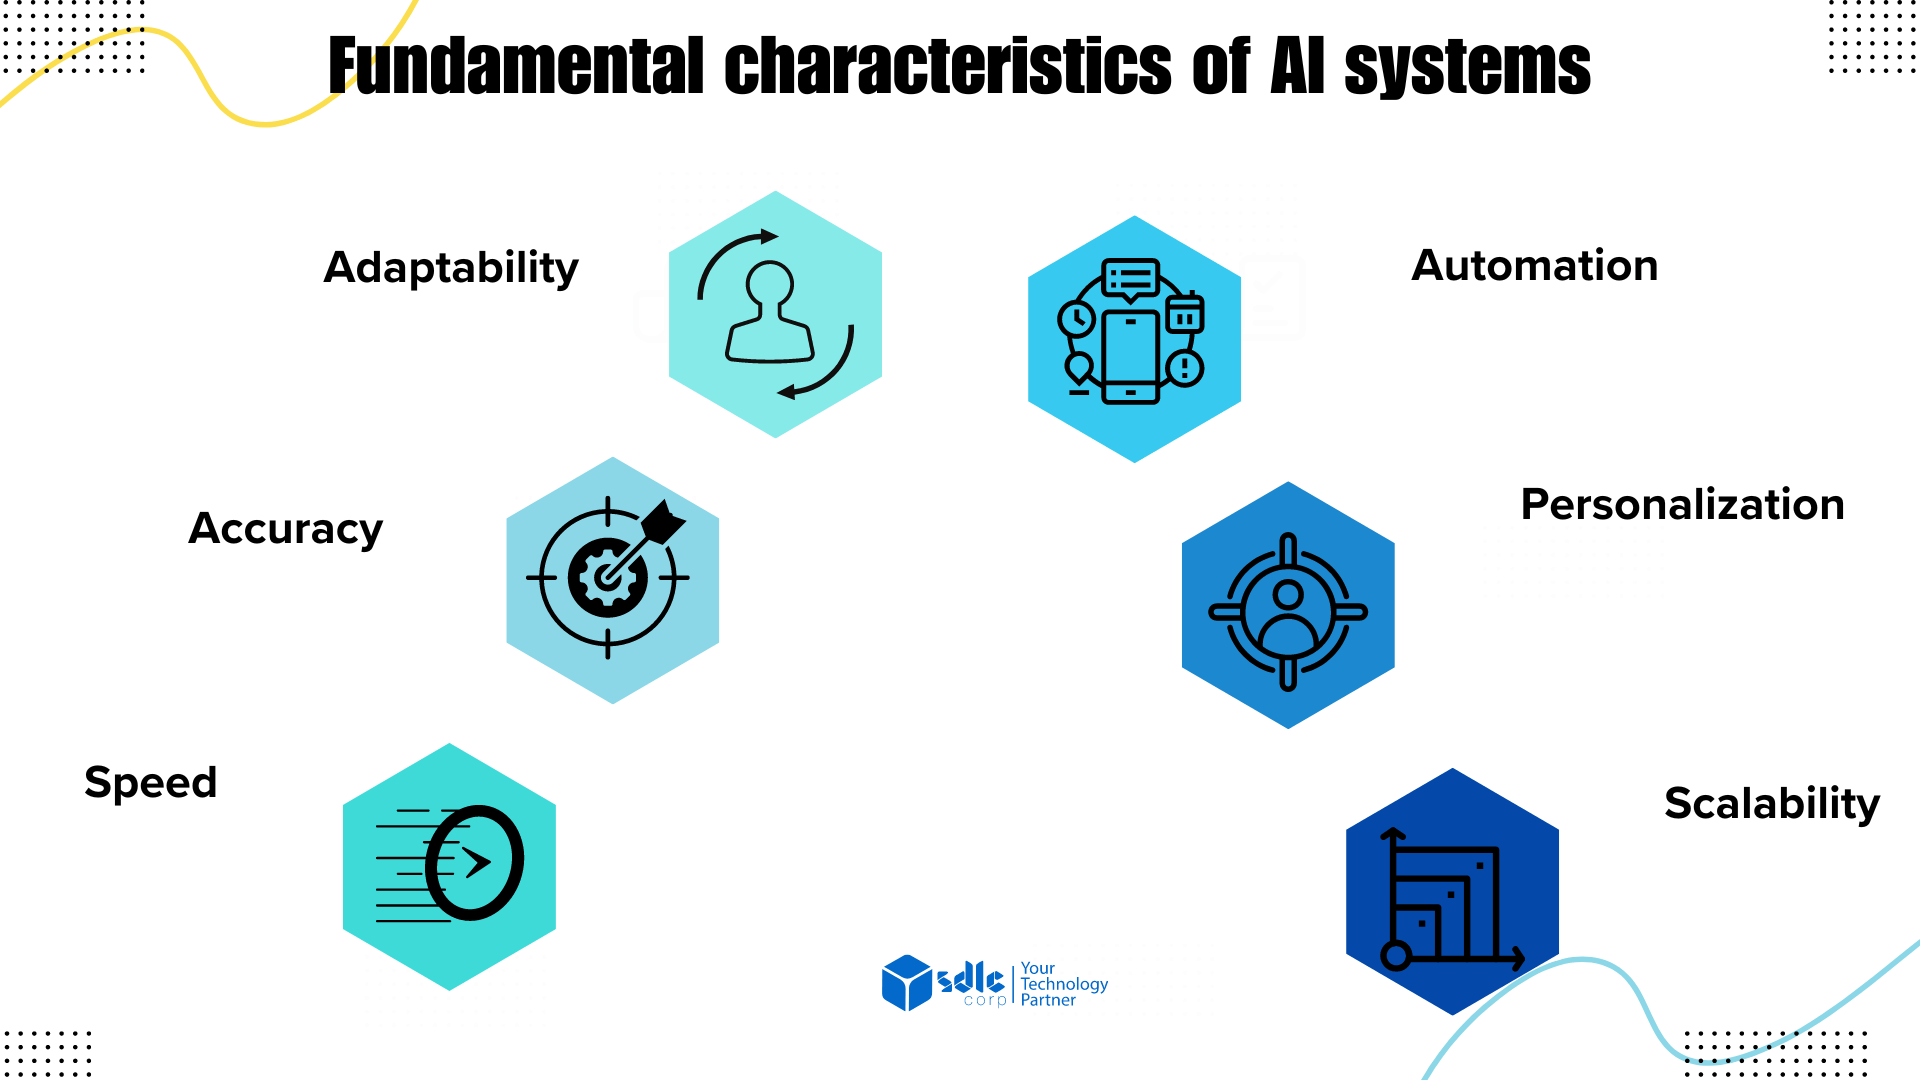 Fundamental characteristics of AI systems
Adaptability
Automation
Accuracy
Personalization
Speed
Scalability
sdlc
corp
Your
Technology
Partner